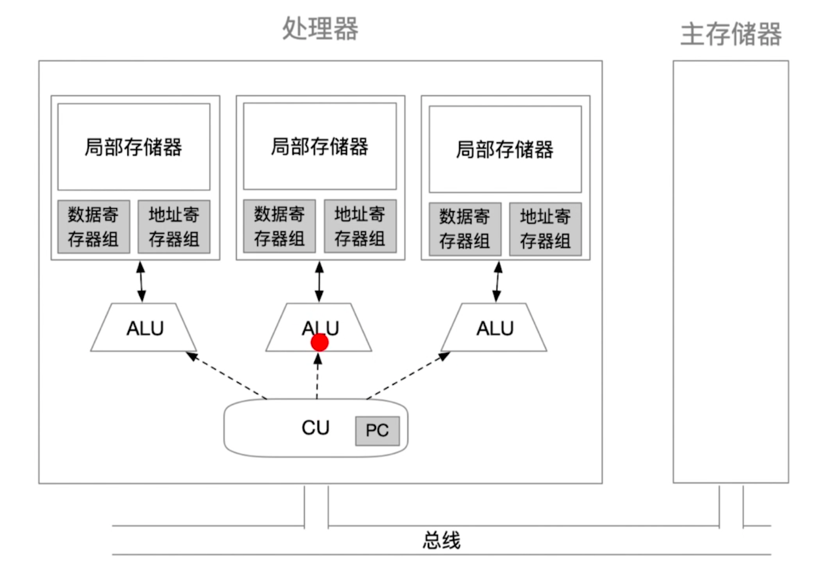 处理器
主存储器
局部存储器
局部存储器
局部存储器
数据寄
存器组
地址寄
存器组
数据寄
存器组
地址寄
存器组
数据寄
存器组
地址寄
存器组
ALU
ALU
ALU
CU
PC
总线